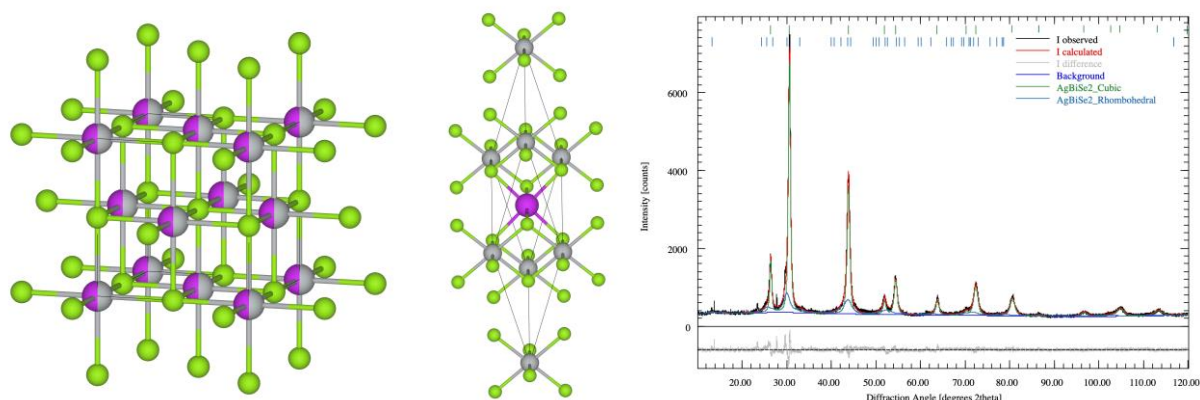 I observed
I calculated
I difference
Background
AgBiSe2_Cubic
AgBiSe2_Rhombohedral
Intensity [counts]
6000
4000
2000
0
20.00 30.00 40.00 50.00 60.00 70.00 80.00 90.00 100.00 110.00 120.00
Diffraction Angle [degrees 2theta]